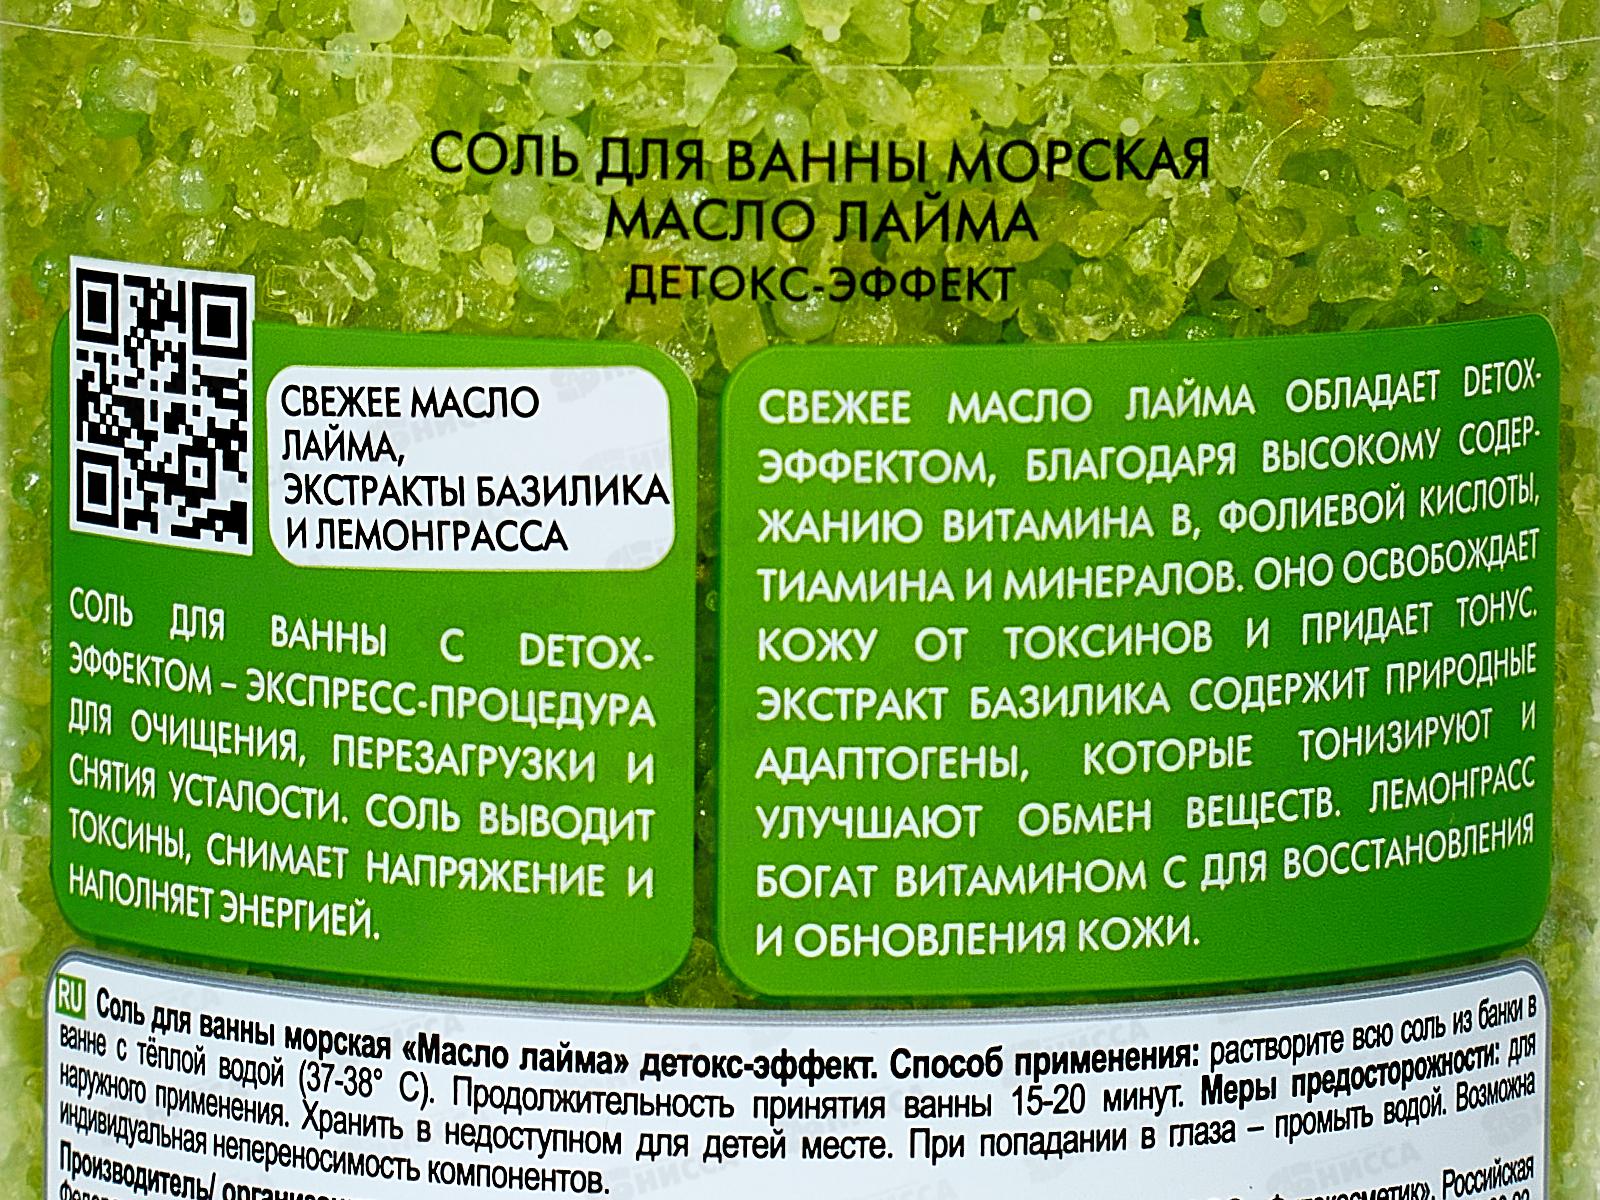 СОЛЬ ДЛЯ ВАННЫ МОРСКАЯ
МАСЛО ЛАЙМА
ДЕТОКС-ЭФФЕКТ
СВЕЖЕЕ МАСЛО
ЛАЙМА,
ЭКСТРАКТЫ БАЗИЛИКА
И ЛЕМОНГРАССА
СОЛЬ ДЛЯ ВАННЫ С DETOX-
ЭФФЕКТОМ – ЭКСПРЕСС-ПРОЦЕДУРА
ДЛЯ ОЧИЩЕНИЯ, ПЕРЕЗАГРУЗКИ И
СНЯТИЯ УСТАЛОСТИ. СОЛЬ ВЫВОДИТ
ТОКСИНЫ, СНИМАЕТ НАПРЯЖЕНИЕ И
НАПОЛНЯЕТ ЭНЕРГИЕЙ.
СВЕЖЕЕ МАСЛО ЛАЙМА ОБЛАДАЕТ DETOX-
ЭФФЕКТОМ, БЛАГОДАРЯ ВЫСОКОМУ СОДЕР-
ЖАНИЮ ВИТАМИНА В, ФОЛИЕВОЙ КИСЛОТЫ,
ТИАМИНА И МИНЕРАЛОВ. ОНО ОСВОБОЖДАЕТ
КОЖУ ОТ ТОКСИНОВ И ПРИДАЕТ ТОНУС.
ЭКСТРАКТ БАЗИЛИКА СОДЕРЖИТ ПРИРОДНЫЕ
АДАПТОГЕНЫ, КОТОРЫЕ ТОНИЗИРУЮТ И
УЛУЧШАЮТ ОБМЕН ВЕЩЕСТВ. ЛЕМОНГРАСС
БОГАТ ВИТАМИНОМ С ДЛЯ ВОССТАНОВЛЕНИЯ
И ОБНОВЛЕНИЯ КОЖИ.
RU Соль для ванны морская «Масло лайма» детокс-эффект. Способ применения: растворите всю соль из банки в
ванне с тёплой водой (37-38° С). Продолжительность принятия ванны 15-20 минут. Меры предосторожности: для
наружного применения. Хранить в недоступном для детей месте. При попадании в глаза – промыть водой. Возможна
индивидуальная непереносимость компонентов.
Производитель/ Российская